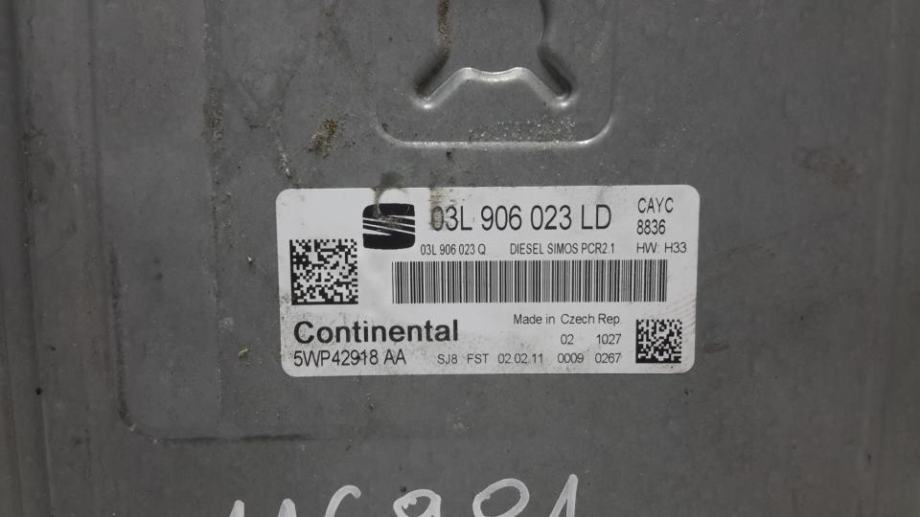 03L 906 023 LD CAYC
8836
03L 906 023 Q DIESEL SIMOS PCR2.1 HW: H33
Continental Made in Czech Rep.
02 1027
5WP42918 AA SJ8 FST 02.02.11 0009 0267